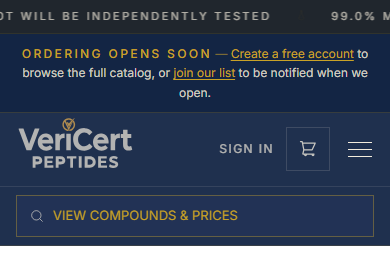 OT WILL BE INDEPENDENTLY TESTED 99.0% M
ORDERING OPENS SOON — Create a free account to
browse the full catalog, or join our list to be notified when we
open.
VeriCert
PEPTIDES
SIGN IN
VIEW COMPOUNDS & PRICES